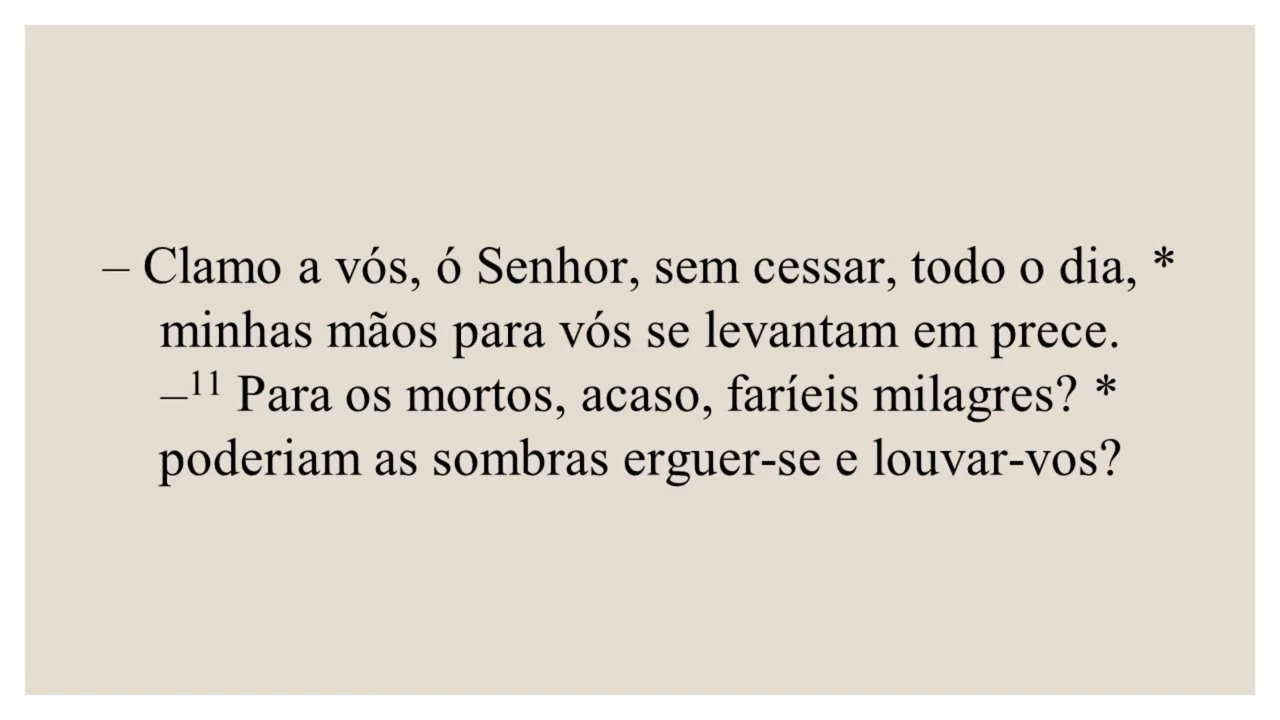 – Clamo a vós, ó Senhor, sem cessar, todo o dia, *
minhas mãos para vós se levantam em prece.
–¹¹ Para os mortos, acaso, faríeis milagres? *
poderiam as sombras erguer-se e louvar-vos?